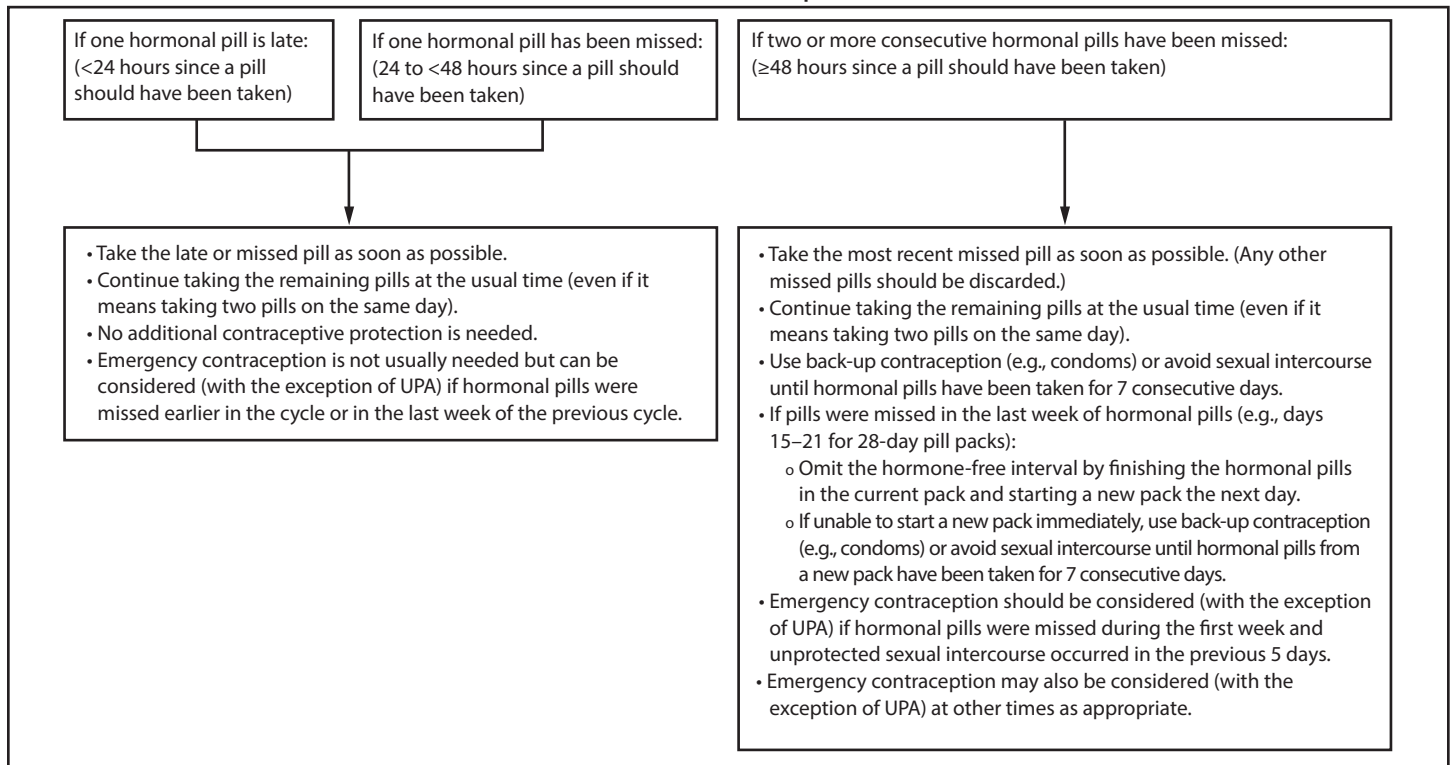 If one hormonal pill is late:
(<24 hours since a pill
should have been taken)
If one hormonal pill has been missed:
(24 to <48 hours since a pill should
have been taken)
If two or more consecutive hormonal pills have been missed:
(≥48 hours since a pill should have been taken)
• Take the late or missed pill as soon as possible.
• Continue taking the remaining pills at the usual time (even if it
means taking two pills on the same day).
• No additional contraceptive protection is needed.
• Emergency contraception is not usually needed but can be
considered (with the exception of UPA) if hormonal pills were
missed earlier in the cycle or in the last week of the previous cycle.
• Take the most recent missed pill as soon as possible. (Any other
missed pills should be discarded.)
• Continue taking the remaining pills at the usual time (even if it
means taking two pills on the same day).
• Use back-up contraception (e.g., condoms) or avoid sexual intercourse
until hormonal pills have been taken for 7 consecutive days.
• If pills were missed in the last week of hormonal pills (e.g., days
15–21 for 28-day pill packs):
o Omit the hormone-free interval by finishing the hormonal pills
in the current pack and starting a new pack the next day.
o If unable to start a new pack immediately, use back-up contraception
(e.g., condoms) or avoid sexual intercourse until hormonal pills from
a new pack have been taken for 7 consecutive days.
• Emergency contraception should be considered (with the exception
of UPA) if hormonal pills were missed during the first week and
unprotected sexual intercourse occurred in the previous 5 days.
• Emergency contraception may also be considered (with the
exception of UPA) at other times as appropriate.